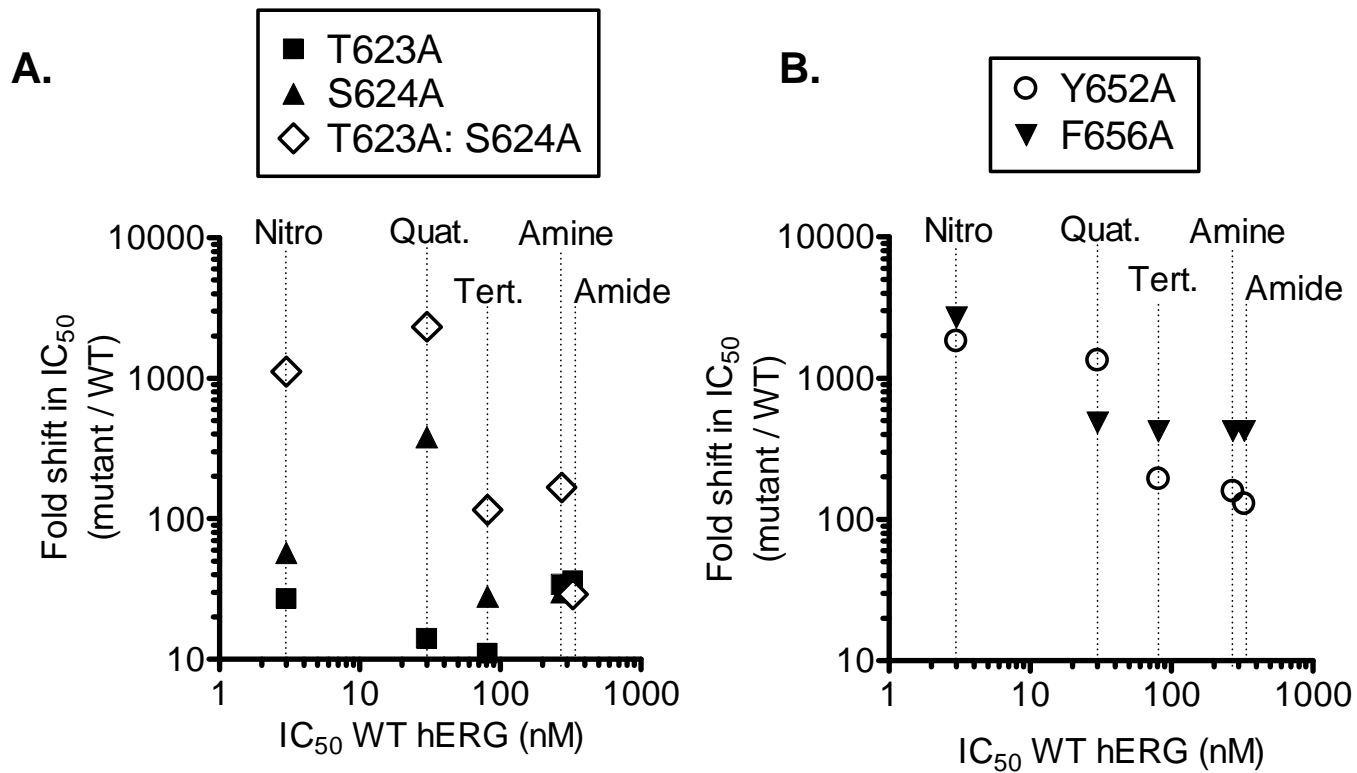 A.
T623A
S624A
T623A: S624A
Nitro
Quat.
Amine
Tert.
Amide
10000
1000
100
10
1
10
100
1000
Fold shift in IC50
(mutant / WT)
IC50 WT hERG (nM)
B.
Y652A
F656A
Nitro
Quat.
Amine
Tert.
Amide
10000
1000
100
10
1
10
100
1000
Fold shift in IC50
(mutant / WT)
IC50 WT hERG (nM)